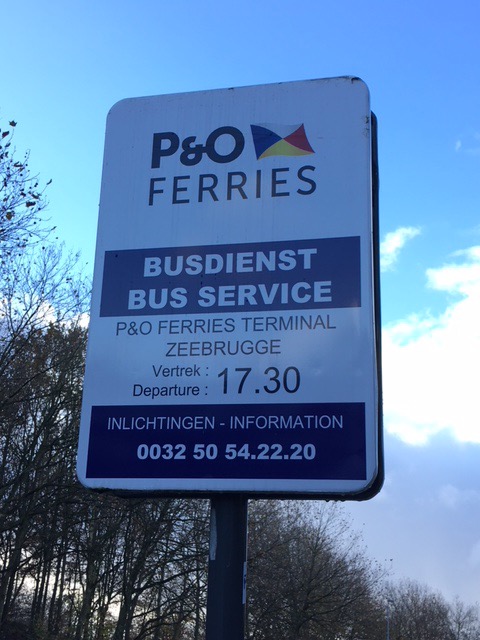 P&O
FERRIES
BUSDIENST
BUS SERVICE
P&O FERRIES TERMINAL
ZEEBRUGGE
Vertrek :
Departure : 17.30
INLICHTINGEN - INFORMATION
0032 50 54.22.20